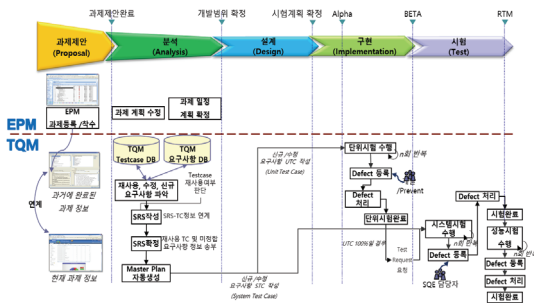 과제제안완료
개발범위 확정
시험계획 확정
Alpha
BETA
RTM
과제제안
(Proposal)
분석
(Analysis)
설계
(Design)
구현
(Implementation)
시험
(Test)
EPM
과제등록 /착수
과제 계획 수정
과제 일정
계획 확정
EPM
TQM
TQM
Testcase DB
TQM
요구사항 DB
Testcase
재사용여부
판단
재사용, 수정, 신규
요구사항 파악
SRS작성
SRS-TC정보 연계
SRS확정
재사용 TC 및 미정합
요구사항 정보 송부
Master Plan
자동생성
과거에 완료된
과제 정보
연계
현재 과제 정보
신규/수정
요구사항 UTC 작성
(Unit Test Case)
신규/수정
요구사항 STC 작성
(System Test Case)
단위시험 수행
n회 반복
Defect 등록
/Prevent
Defect
처리
단위시험완료
UTC 100%일 경우
Test
Request
요청
시스템시험
수행
n회 반복
Defect 등록
SQE 담당자
Defect 처리
시험완료
성능시험
수행
n회 반복
Defect 등록
Defect 처리
시험완료